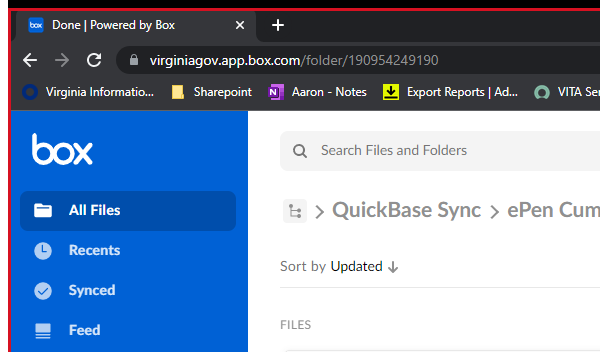 box Done | Powered by Box
virginiagov.app.box.com/folder/190954249190
Virginia Informatio... Sharepoint N Aaron - Notes Export Reports | Ad... VITA Ser
box
Search Files and Folders
QuickBase Sync > ePen Cum
Sort by Updated ↓
All Files
Recents
Synced
Feed
FILES